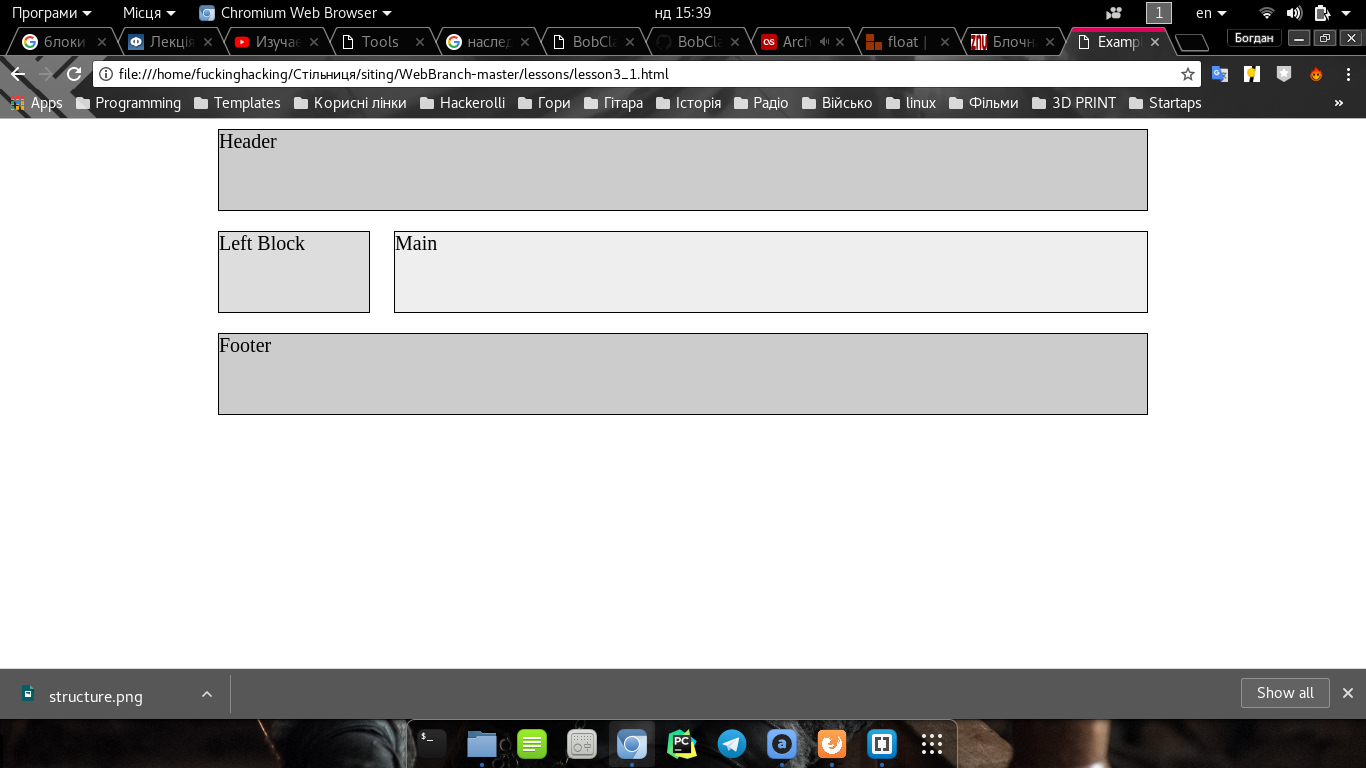 Програми Місця Chromium Web Browser нд 15:39 1 en
блоки Лекція Изучае Tools наслед BobCla BobCla Arch float | Блочн Exampl Богдан
file:///home/fuckinghacking/Стільниця/siting/WebBranch-master/lessons/lesson3_1.html
Apps Programming Templates Корисні лінки Hackerolli Гори Гітара Історія Радіо Військо linux Фільми 3D PRINT Startaps »
Header
Left Block Main
Footer
structure.png Show all
$_ PC a